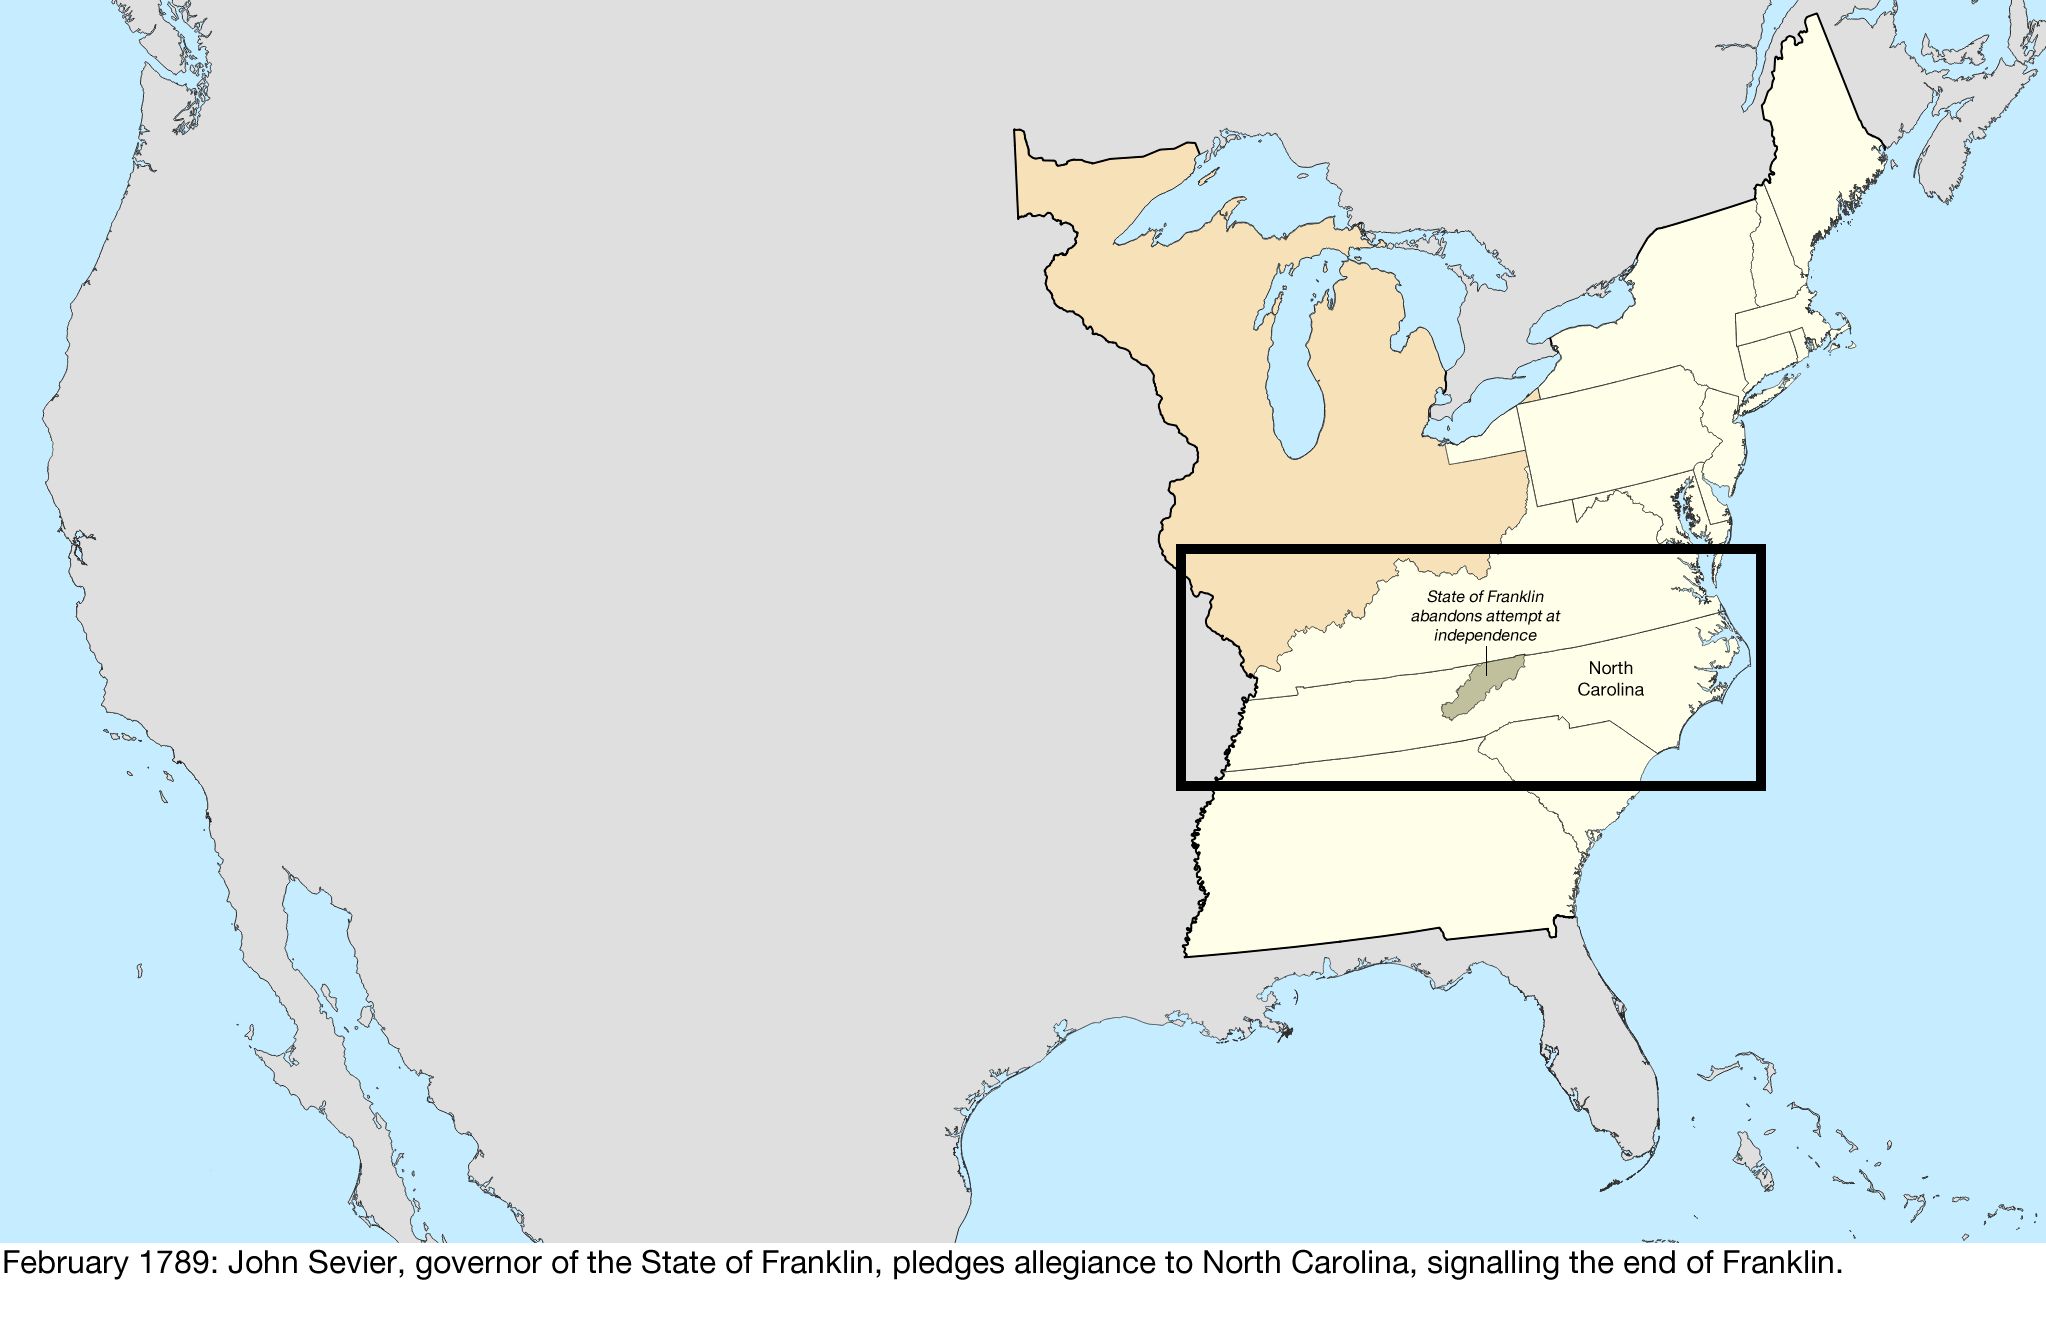 State of Franklin
abandons attempt at
independence
North
Carolina
February 1789: John Sevier, governor of the State of Franklin, pledges allegiance to North Carolina, signalling the end of Franklin.